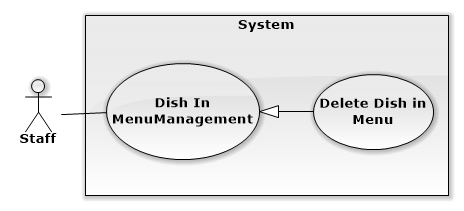 System
Dish In
MenuManagement
Delete Dish in
Menu
Staff